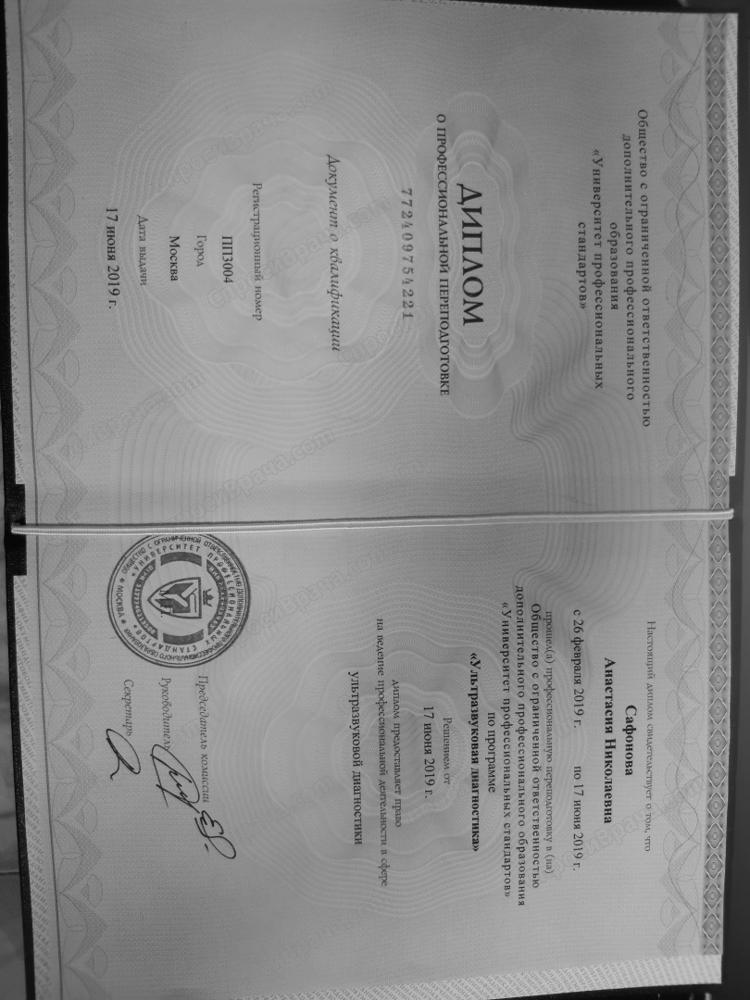 Общество с ограниченной ответственностью
дополнительного профессионального
образования
«Университет профессиональных
стандартов»
ДИПЛОМ
О ПРОФЕССИОНАЛЬНОЙ ПЕРЕПОДГОТОВКЕ
772409754221
Документ о квалификации
Регистрационный номер
ПП3004
Город
Москва
Дата выдачи
17 июня 2019 г.
Настоящий диплом свидетельствует о том, что
Сафонова
Анастасия Николаевна
с 26 февраля 2019 г. по 17 июня 2019 г.
прошел(а) профессиональную переподготовку в (на)
Общество с ограниченной ответственностью
дополнительного профессионального образования
«Университет профессиональных стандартов»
по программе
«Ультразвуковая диагностика»
Решением от
17 июня 2019 г.
диплом предоставляет право
на ведение профессиональной деятельности в сфере
ультразвуковой диагностики
Председатель комиссии
Руководитель
Секретарь
УНИВЕРСИТЕТ ПРОФЕССИОНАЛЬНЫХ СТАНДАРТОВ
МОСКВА